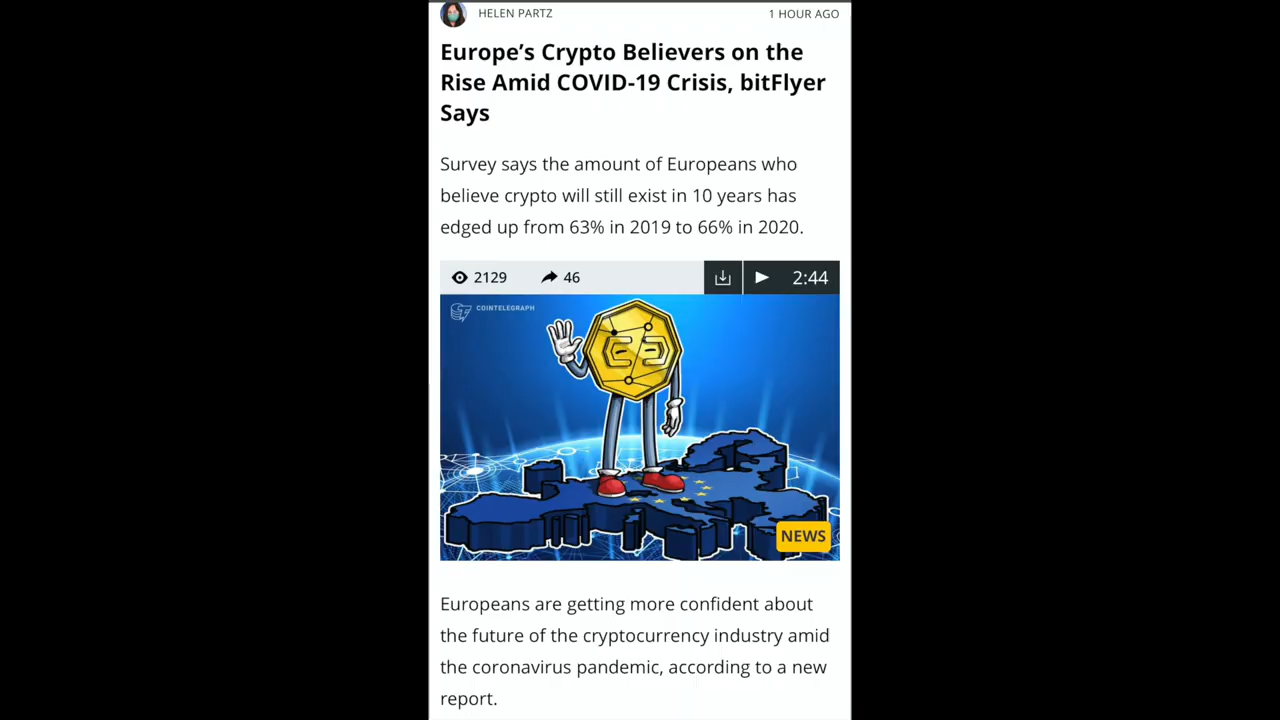 HELEN PARTZ
1 HOUR AGO
Europe’s Crypto Believers on the
Rise Amid COVID-19 Crisis, bitFlyer
Says
Survey says the amount of Europeans who
believe crypto will still exist in 10 years has
edged up from 63% in 2019 to 66% in 2020.
2129
46
2:44
COINTELEGRAPH
NEWS
Europeans are getting more confident about
the future of the cryptocurrency industry amid
the coronavirus pandemic, according to a new
report.